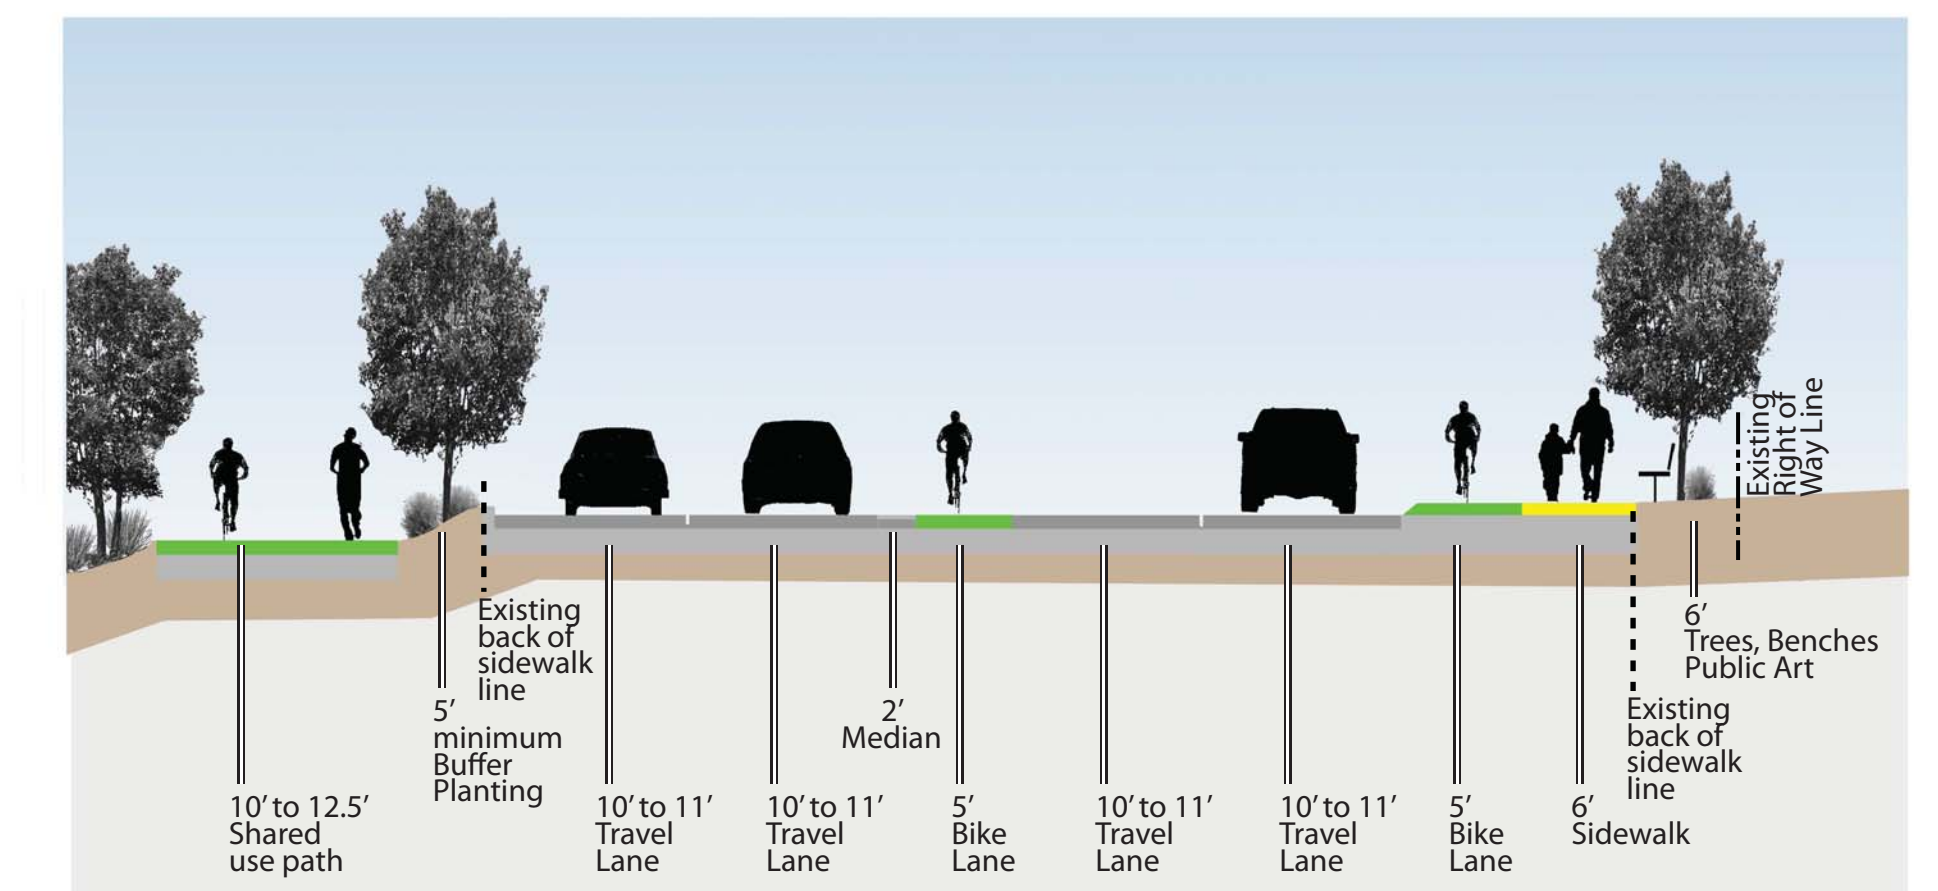 10’ to 12.5’
Shared
use path
5’
minimum
Buffer
Planting
Existing
back of
sidewalk
line
10’ to 11’
Travel
Lane
10’ to 11’
Travel
Lane
2’
Median
5’
Bike
Lane
10’ to 11’
Travel
Lane
10’ to 11’
Travel
Lane
5’
Bike
Lane
6’
Sidewalk
Existing
back of
sidewalk
line
6’
Trees, Benches
Public Art
Existing
Right of
Way Line